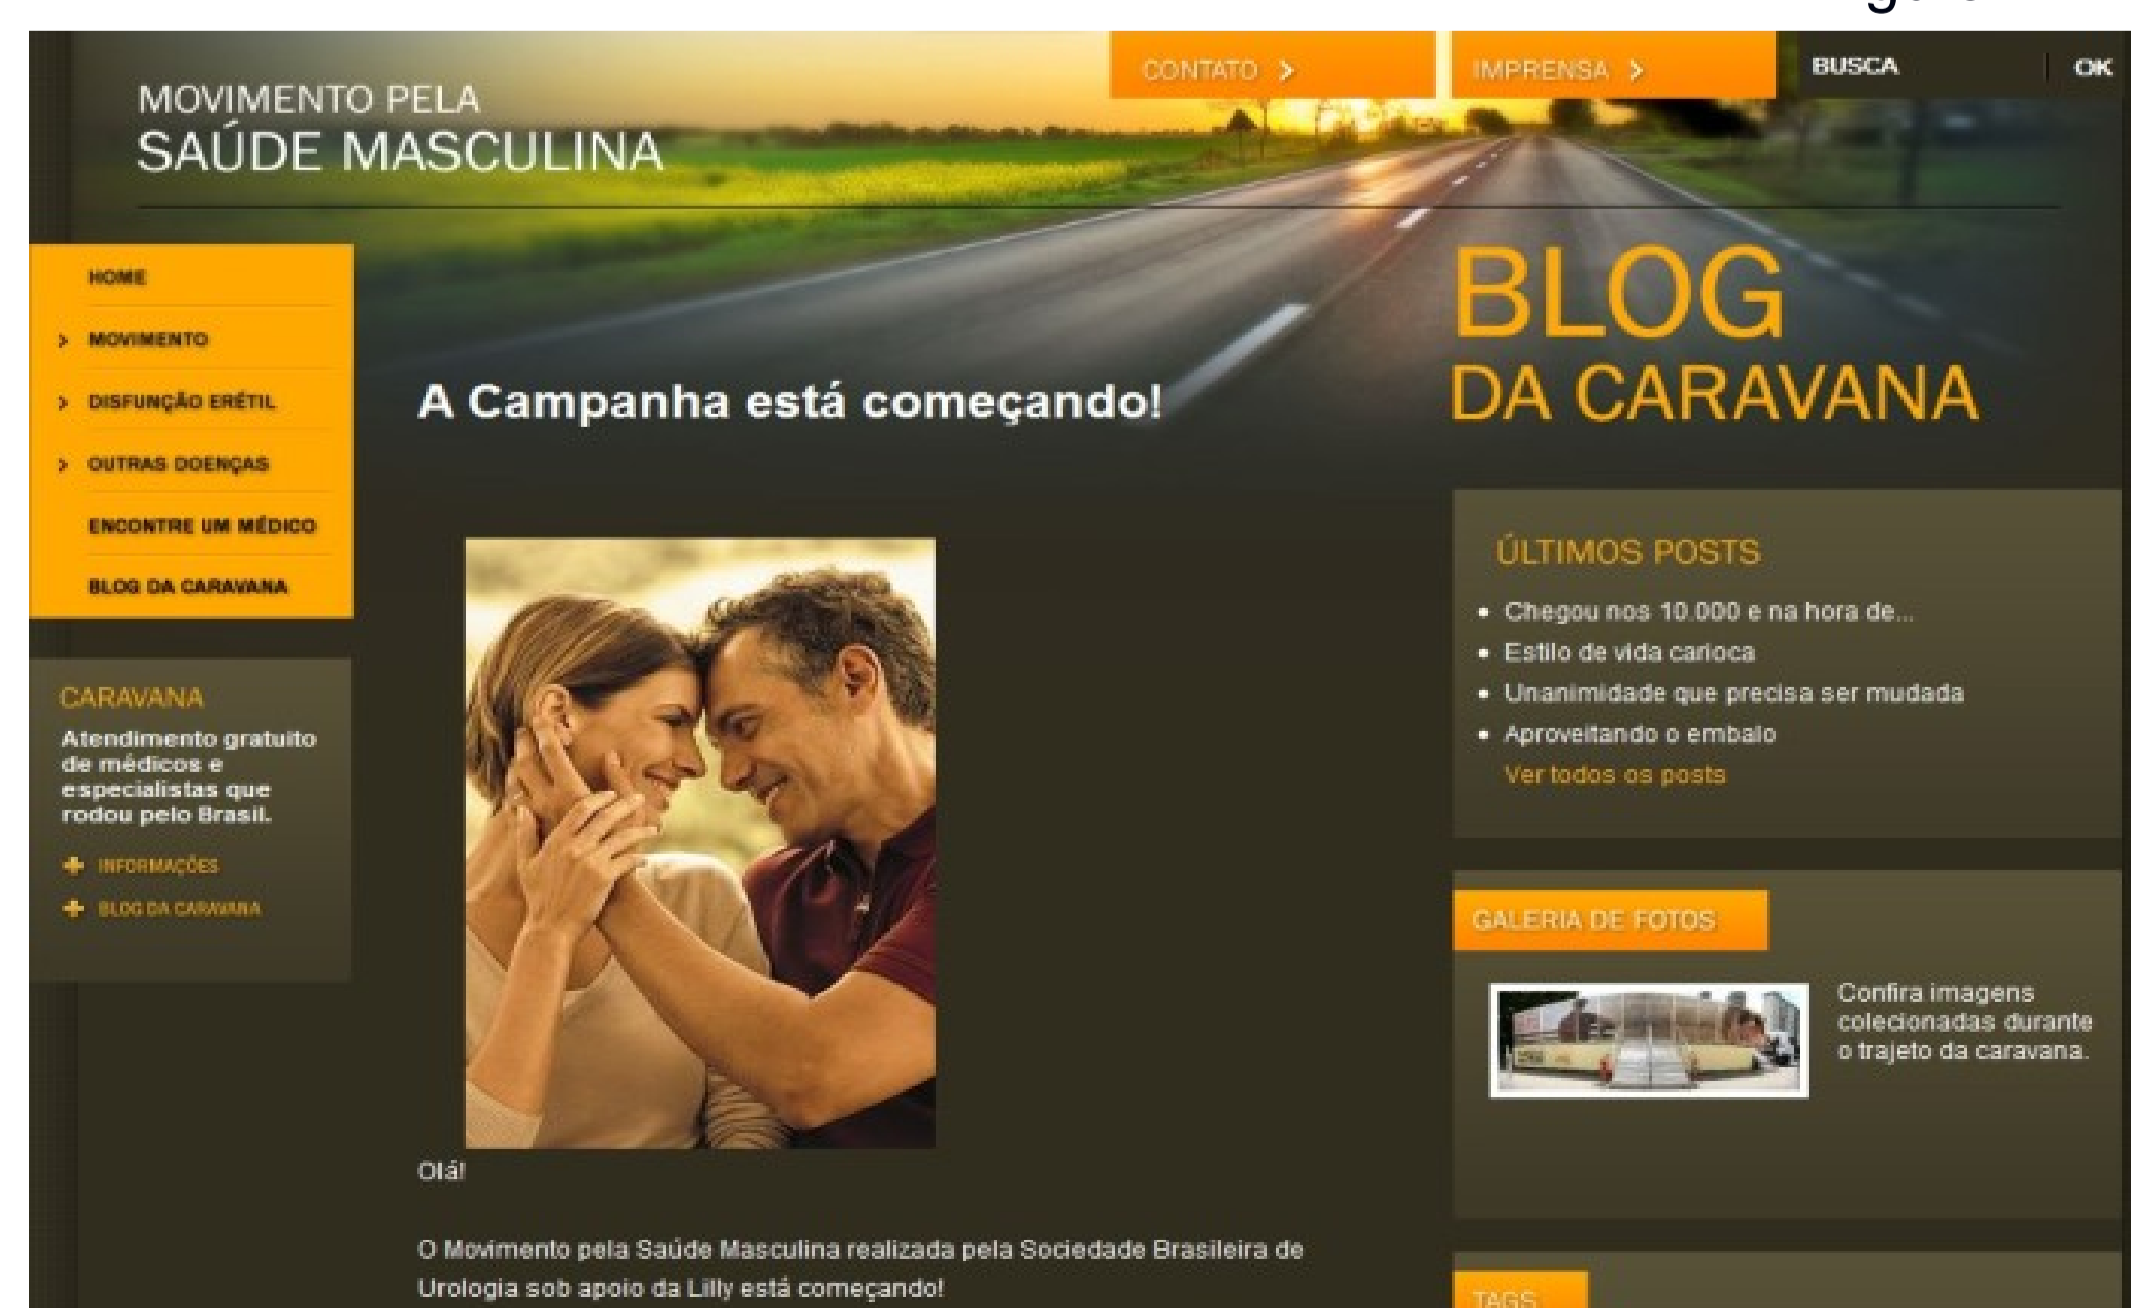 CONTATO >
IMPRENSA >
BUSCA
OK
MOVIMENTO PELA
SAÚDE MASCULINA
HOME
> MOVIMENTO
> DISFUNÇÃO ERÉTIL
> OUTRAS DOENÇAS
ENCONTRE UM MÉDICO
BLOG DA CARAVANA
CARAVANA
Atendimento gratuito
de médicos e
especialistas que
rodou pelo Brasil.
+ INFORMAÇÕES
+ BLOG DA CARAVANA
A Campanha está começando!
Olá!
O Movimento pela Saúde Masculina realizada pela Sociedade Brasileira de
Urologia sob apoio da Lilly está começando!
BLOG
DA CARAVANA
ÚLTIMOS POSTS
• Chegou nos 10.000 e na hora de...
• Estilo de vida carioca
• Unanimidade que precisa ser mudada
• Aproveitando o embalo
Ver todos os posts
GALERIA DE FOTOS
Confira imagens
colecionadas durante
o trajeto da caravana.
TAGS